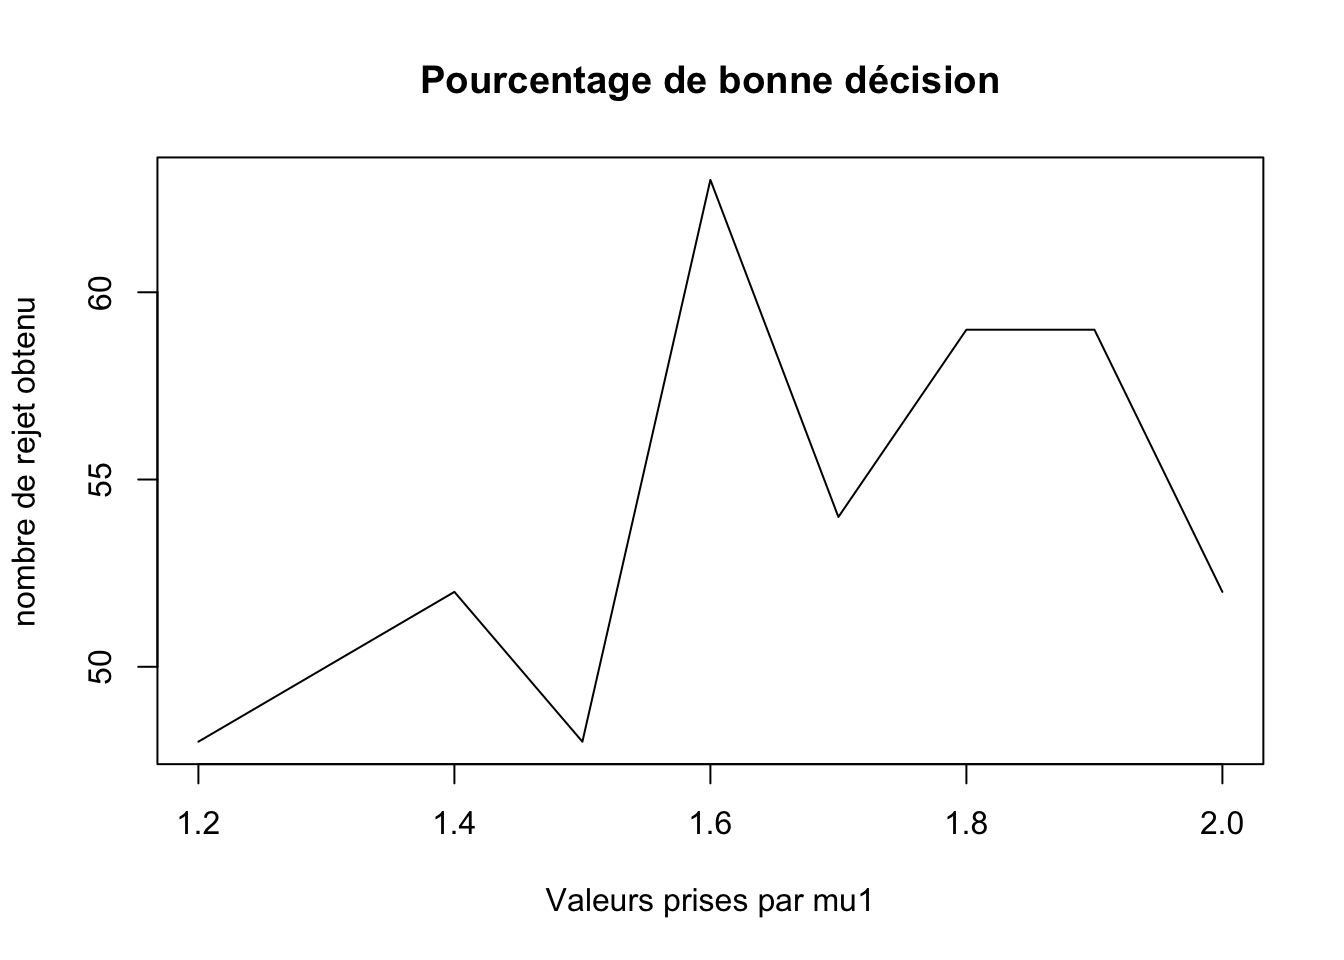 Pourcentage de bonne décision
nombre de rejet obtenu
60
55
50
1.2 1.4 1.6 1.8 2.0
Valeurs prises par mu1